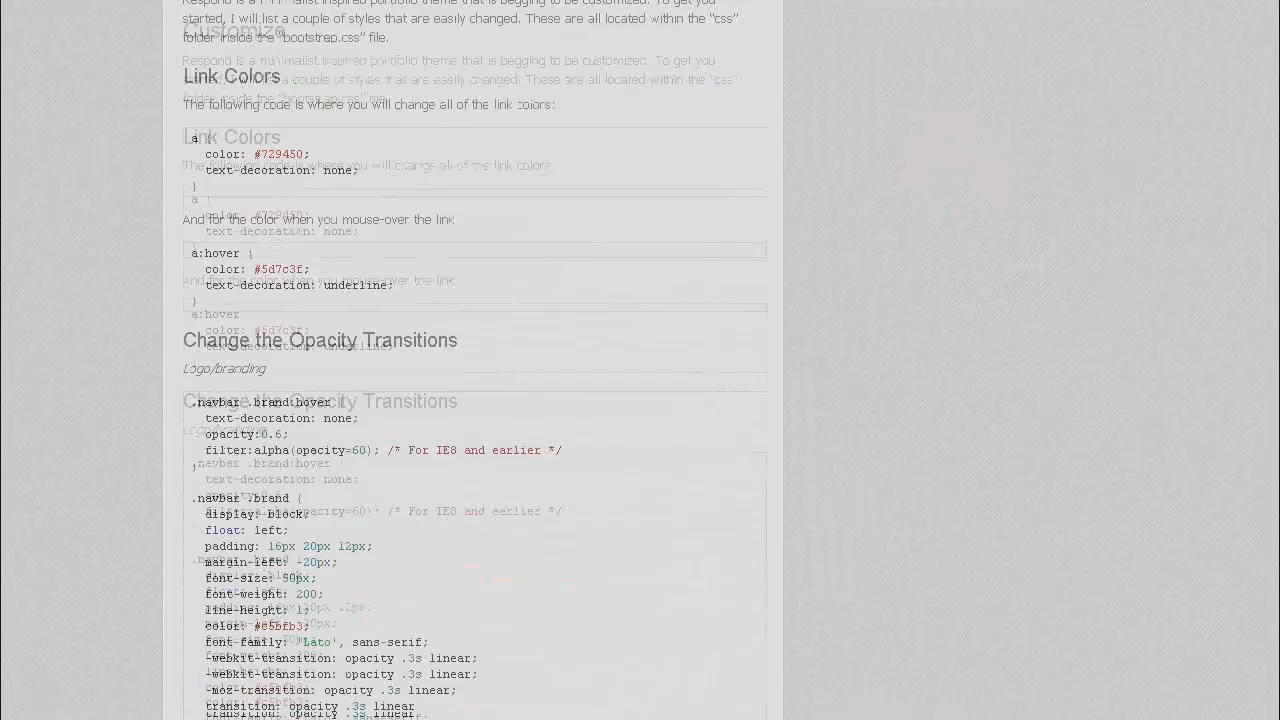 Respond is a minimalist inspired portfolio theme that is begging to be customized. To get you
started, I will list a couple of styles that are easily changed. These are all located within the "css"
folder inside the "bootstrap.css" file.
Link Colors
The following code is where you will change all of the link colors:
a {
color: #729450;
text-decoration: none;
}
And for the color when you mouse-over the link
a:hover {
color: #5d7c3f;
text-decoration: underline;
}
Change the Opacity Transitions
Logo/branding
.navbar .brand:hover {
text-decoration: none;
opacity:0.6;
filter:alpha(opacity=60); /* For IE8 and earlier */
}
.navbar .brand {
display: block;
float: left;
padding: 16px 20px 12px;
margin-left: -20px;
font-size: 50px;
font-weight: 200;
line-height: 1;
color: #e5bfb3;
font-family: 'Lato', sans-serif;
-webkit-transition: opacity .3s linear;
-webkit-transition: opacity .3s linear;
-moz-transition: opacity .3s linear;
transition: opacity .3s linear